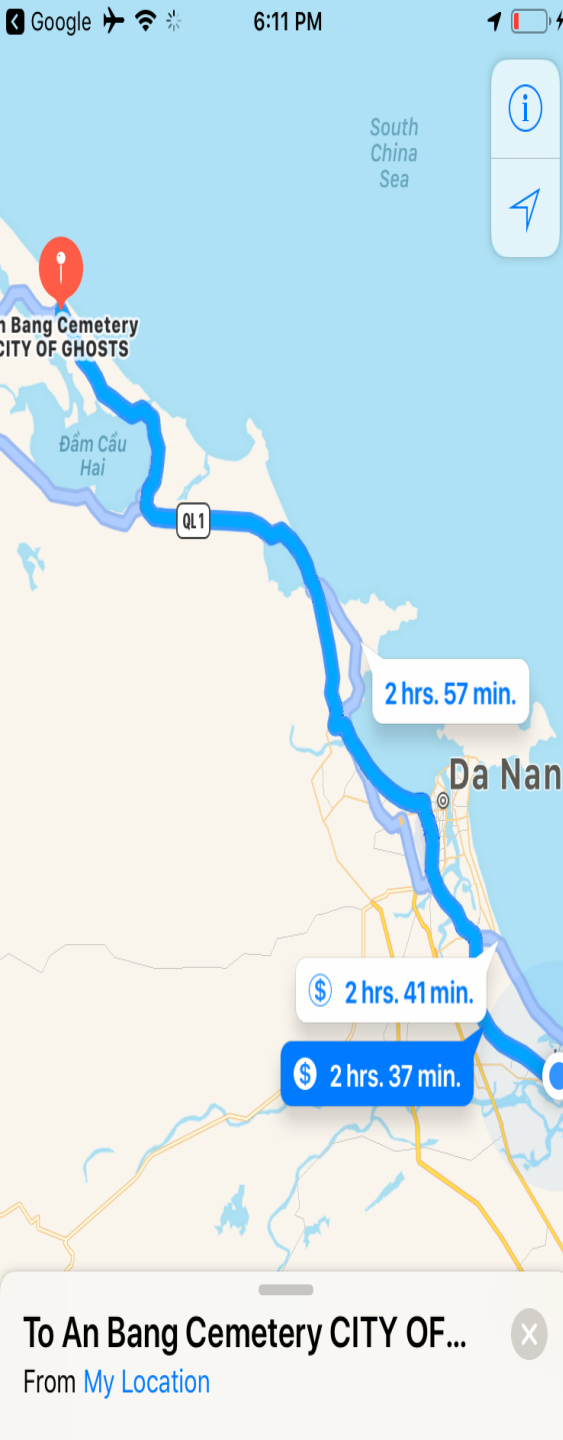 Google 6:11 PM
South
China
Sea
n Bang Cemetery
CITY OF GHOSTS
Đầm Cầu
Hai
QL1
2 hrs. 57 min.
Da Nan
$ 2 hrs. 41 min.
$ 2 hrs. 37 min.
To An Bang Cemetery CITY OF...
From My Location